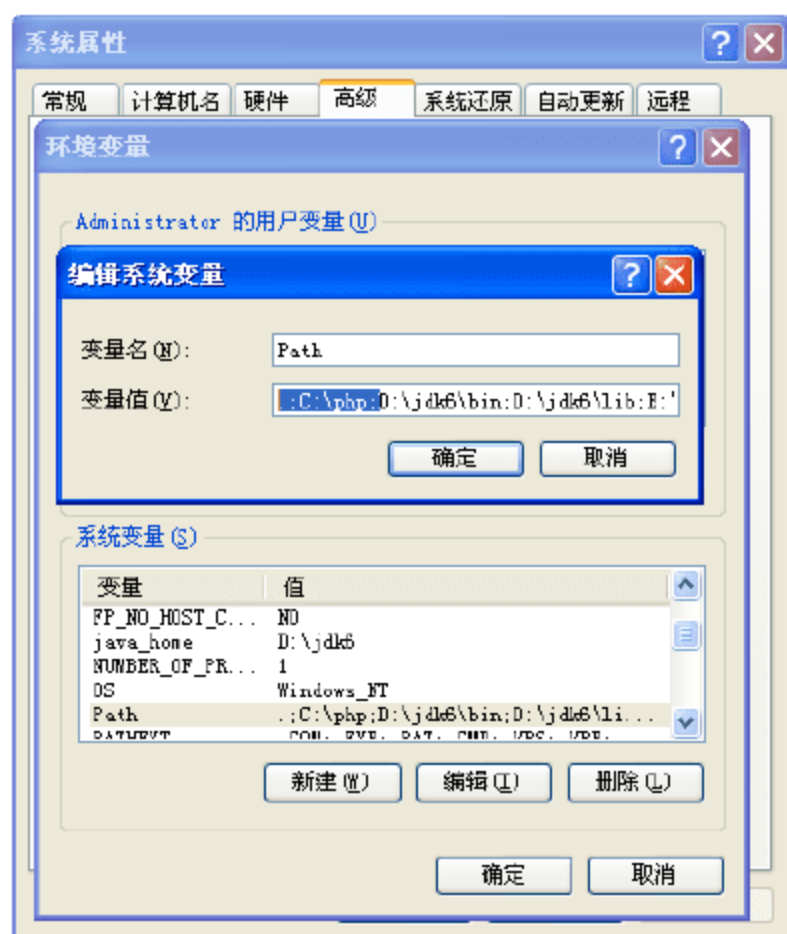 系统属性
常规 计算机名 硬件 高级 系统还原 自动更新 远程
环境变量
Administrator 的用户变量(U)
编辑系统变量
变量名(N): Path
变量值(V): .;C:\php;D:\jdk6\bin;D:\jdk6\lib;E:\
确定 取消
系统变量(S)
变量 值
FP_NO_HOST_C... NO
java_home D:\jdk6
NUMBER_OF_PR... 1
OS Windows_NT
Path .;C:\php;D:\jdk6\bin;D:\jdk6\li...
新建(W) 编辑(I) 删除(L)
确定 取消